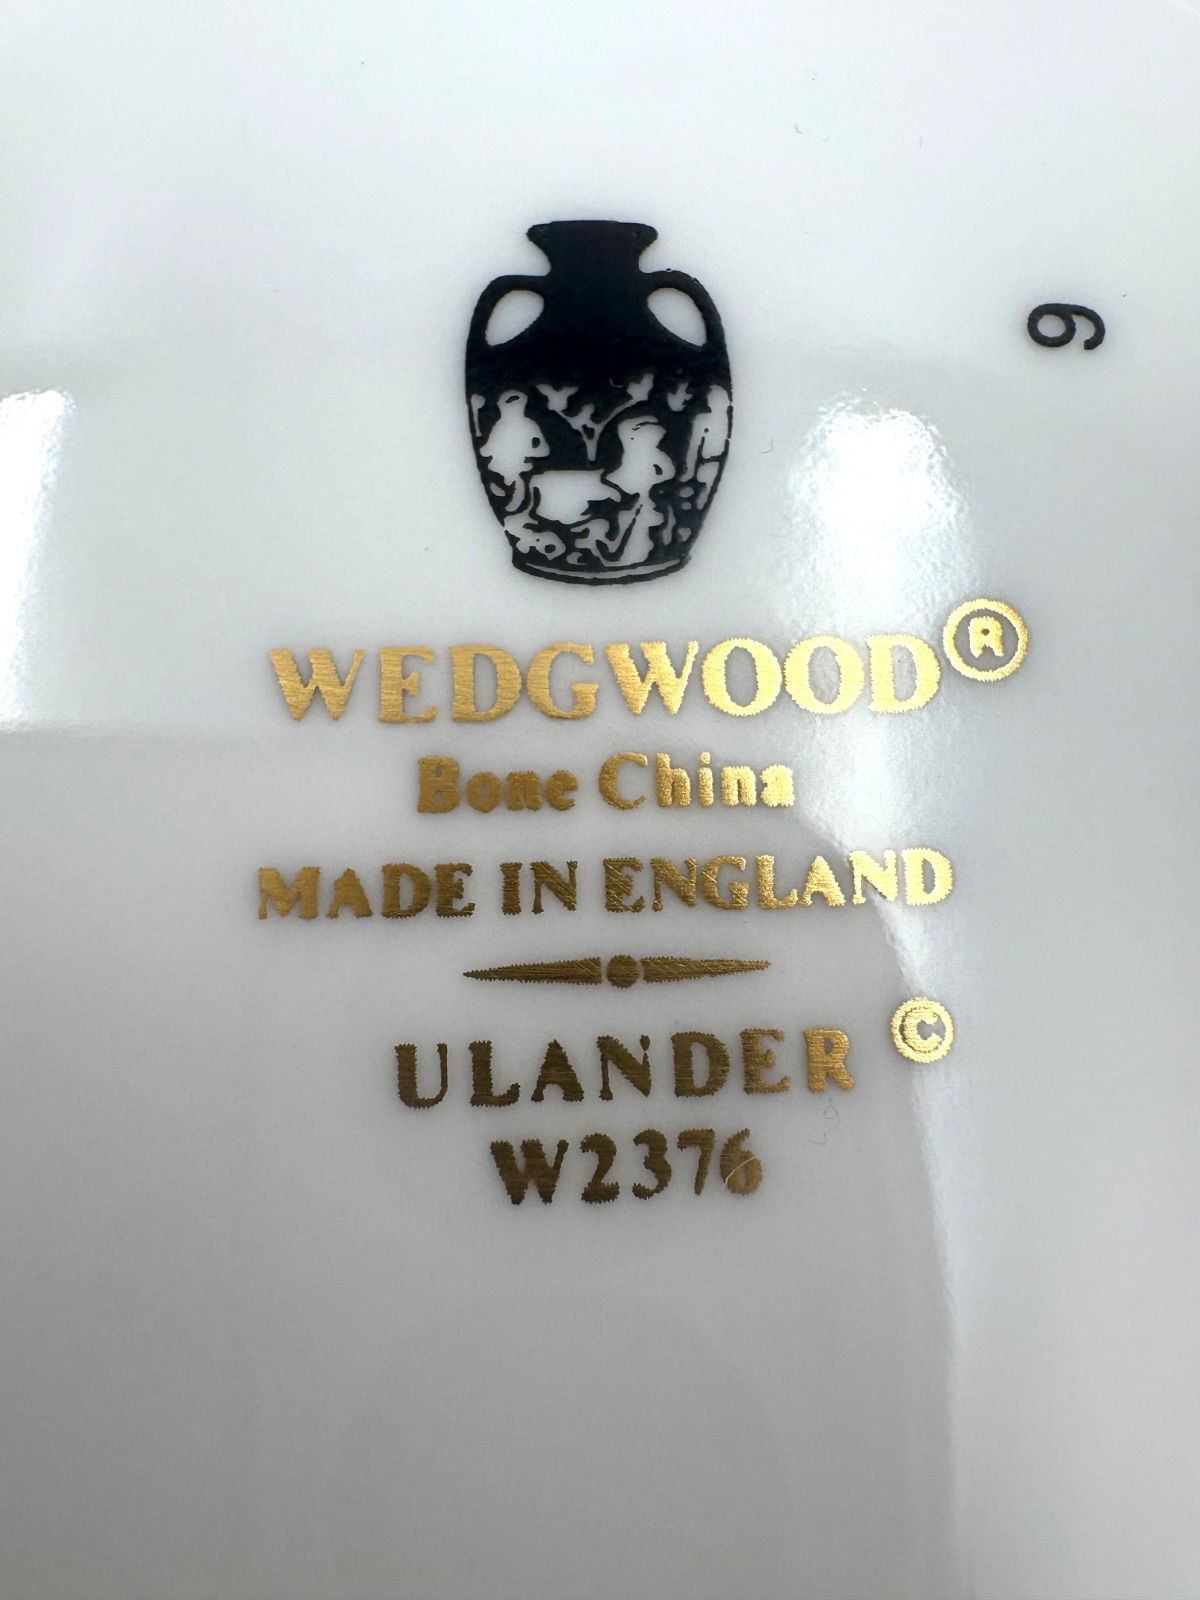 9
WEDGWOOD®
Bone China
MADE IN ENGLAND
ULANDER ©
W2376